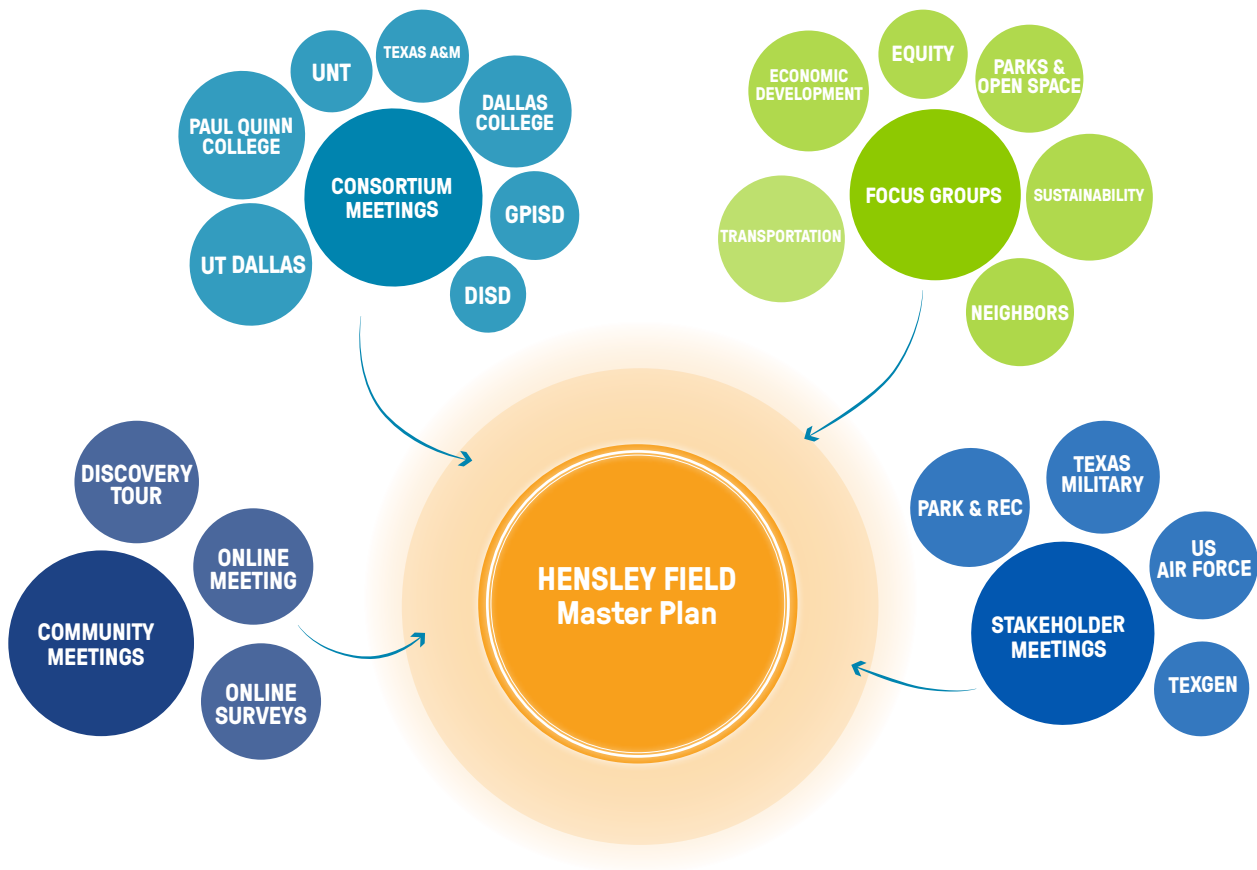 TEXAS A&M
UNT
DALLAS
COLLEGE
PAUL QUINN
COLLEGE
CONSORTIUM
MEETINGS
GPISD
UT DALLAS
DISD
EQUITY
ECONOMIC
DEVELOPMENT
PARKS &
OPEN SPACE
FOCUS GROUPS
SUSTAINABILITY
TRANSPORTATION
NEIGHBORS
DISCOVERY
TOUR
ONLINE
MEETING
COMMUNITY
MEETINGS
ONLINE
SURVEYS
HENSLEY FIELD
Master Plan
TEXAS
MILITARY
PARK & REC
US
AIR FORCE
STAKEHOLDER
MEETINGS
TEXGEN